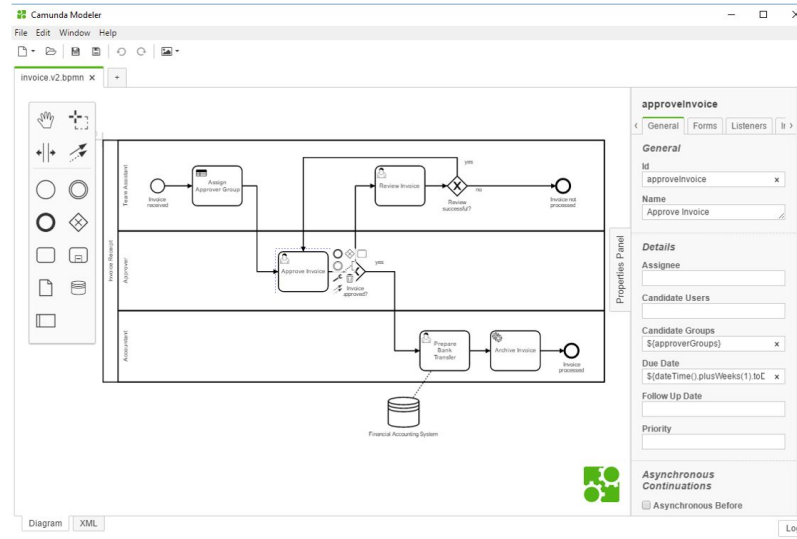 Camunda Modeler
File Edit Window Help
invoice.v2.bpmn x +
Invoice Receipt
Team Assistant
Invoice
received
Assign
Approver Group
Review Invoice
yes
no
Review
successful?
Invoice not
processed
Approver
Approve Invoice
yes
Invoice
approved?
Accountant
Prepare
Bank
Transfer
Archive Invoice
Invoice
processed
Financial Accounting System
Properties Panel
approveInvoice
General Forms Listeners
General
Id
approveInvoice x
Name
Approve Invoice
Details
Assignee
Candidate Users
Candidate Groups
${approverGroups} x
Due Date
${dateTime().plusWeeks(1).toD x
Follow Up Date
Priority
Asynchronous
Continuations
Asynchronous Before
Diagram XML